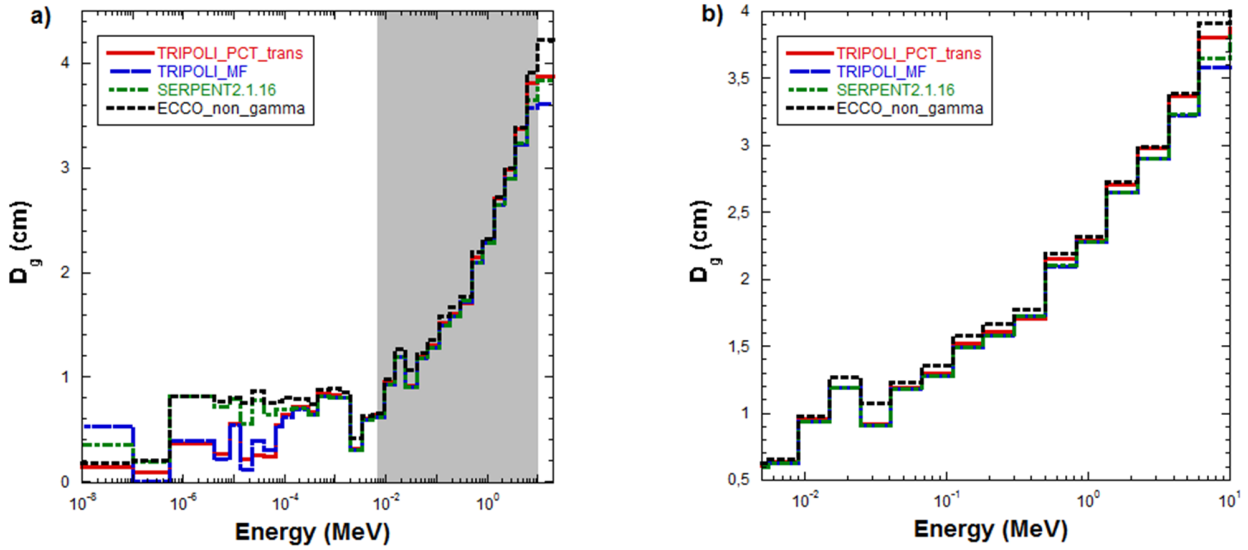 a)
TRIPOLI_PCT_trans
TRIPOLI_MF
SERPENT2.1.16
ECCO_non_gamma
D_g (cm)
4
3
2
1
0
10^-8 10^-6 10^-4 10^-2 10^0
Energy (MeV)
b)
TRIPOLI_PCT_trans
TRIPOLI_MF
SERPENT2.1.16
ECCO_non_gamma
D_g (cm)
4
3,5
3
2,5
2
1,5
1
0,5
10^-2 10^-1 10^0 10^1
Energy (MeV)